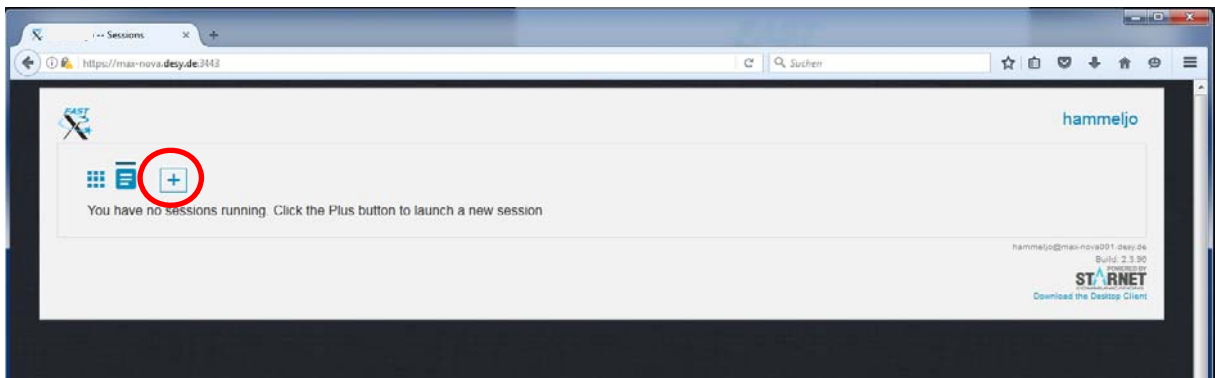 -- Sessions
https://max-nova.desy.de:3443
Suchen
FAST
hammeljo
You have no sessions running. Click the Plus button to launch a new session
hammeljo@max-nova001.desy.de
Build: 2.3.90
POWERED BY
STARNET
Download the Desktop Client